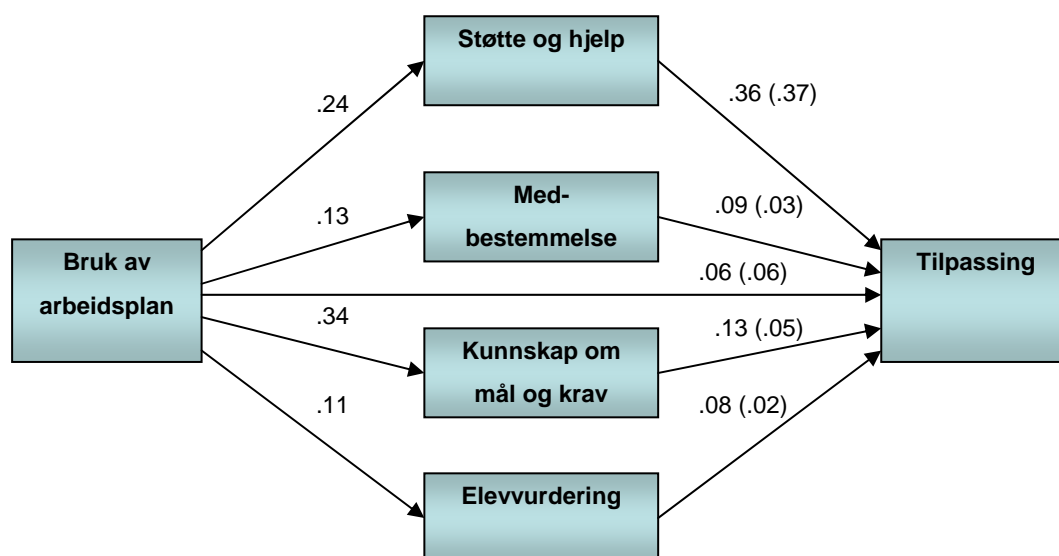 Støtte og hjelp
.24
.36 (.37)
Med-
bestemmelse
.13
.09 (.03)
Bruk av
arbeidsplan
.06 (.06)
Tilpassing
.34
Kunnskap om
mål og krav
.13 (.05)
.11
.08 (.02)
Elevvurdering